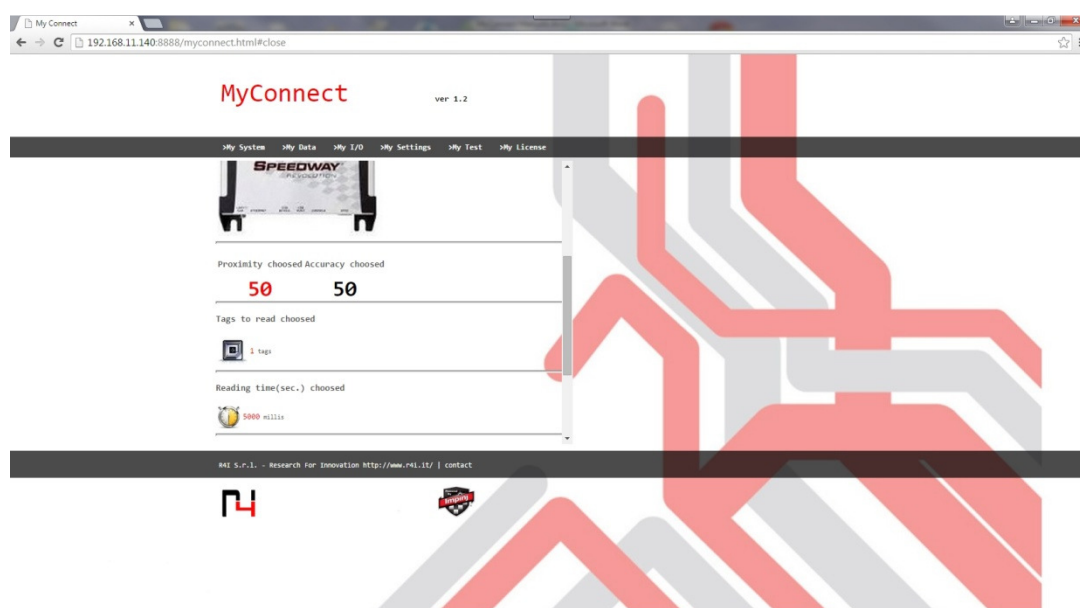 My Connect
192.168.11.140:8888/myconnect.html#close
MyConnect
ver 1.2
>My System >My Data >My I/O >My Settings >My Test >My License
SPEEDWAY
REVOLUTION
Proximity choosed Accuracy choosed
50 50
Tags to read choosed
1 tags
Reading time(sec.) choosed
5000 millis
R4I S.r.l. - Research For Innovation http://www.r4i.it/ | contact
impinj